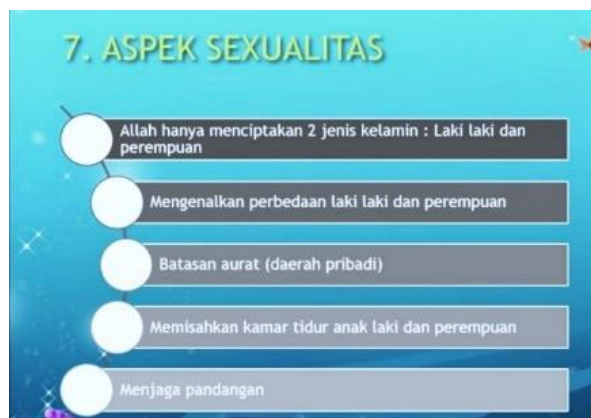 7. ASPEK SEXUALITAS
Allah hanya menciptakan 2 jenis kelamin : Laki laki dan
perempuan
Mengenalkan perbedaan laki laki dan perempuan
Batasan aurat (daerah pribadi)
Memisahkan kamar tidur anak laki dan perempuan
Menjaga pandangan